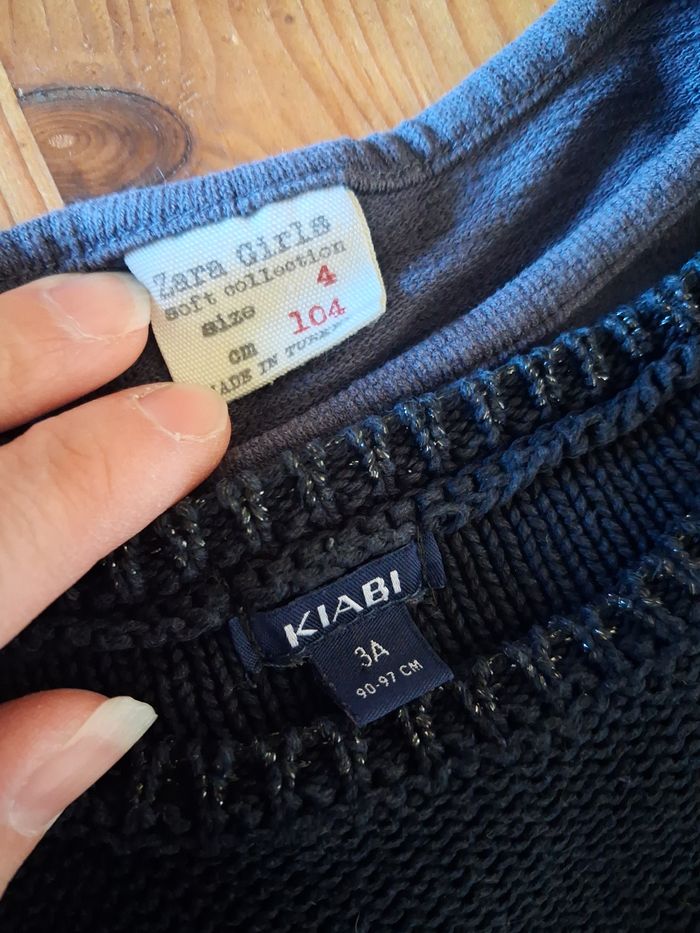 Zara Girls
soft collection
size 4
cm 104
MADE IN TURKEY
KIABI
3A
90-97 CM